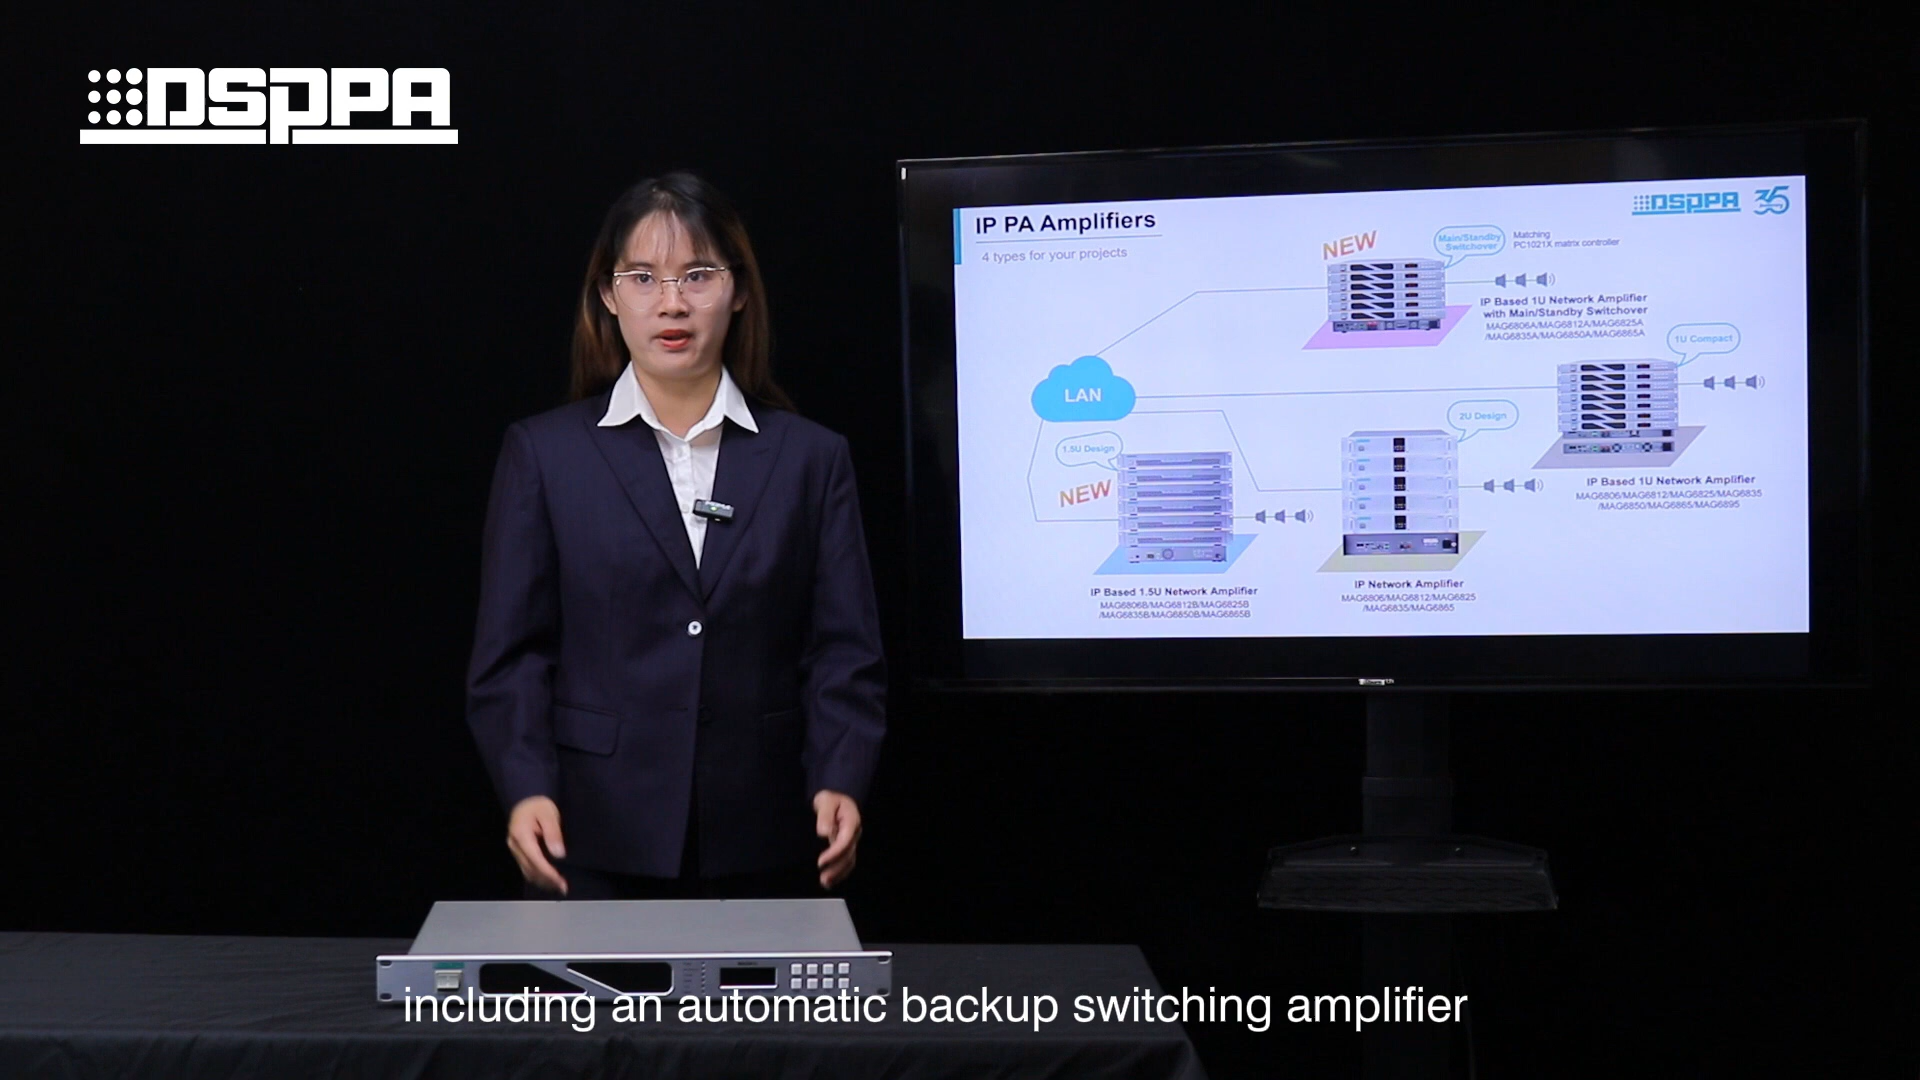 DSPPA
IP PA Amplifiers
4 types for your projects
DSPPA 35
NEW
Main/Standby
Switchover
Matching
PC1021X matrix controller
IP Based 1U Network Amplifier
with Main/Standby Switchover
MAG6806A/MAG6812A/MAG6825A
/MAG6835A/MAG6850A/MAG6865A
1U Compact
LAN
2U Design
1.5U Design
NEW
IP Based 1U Network Amplifier
MAG6806/MAG6812/MAG6825/MAG6835
/MAG6850/MAG6865/MAG6895
IP Network Amplifier
MAG6806/MAG6812/MAG6825
/MAG6835/MAG6865
IP Based 1.5U Network Amplifier
MAG6806B/MAG6812B/MAG6825B
/MAG6835B/MAG6850B/MAG6865B
including an automatic backup switching amplifier